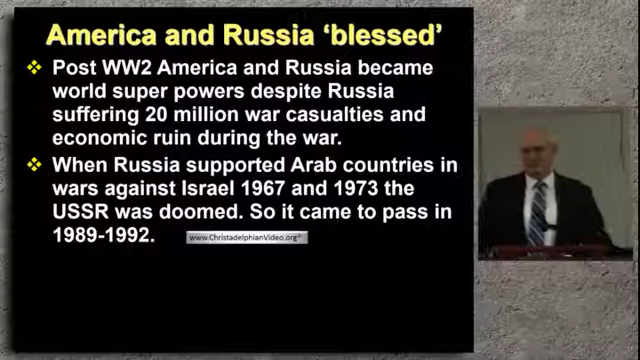 America and Russia ‘blessed’
Post WW2 America and Russia became
world super powers despite Russia
suffering 20 million war casualties and
economic ruin during the war.
When Russia supported Arab countries in
wars against Israel 1967 and 1973 the
USSR was doomed. So it came to pass in
1989-1992.
www.ChristadelphianVideo.org